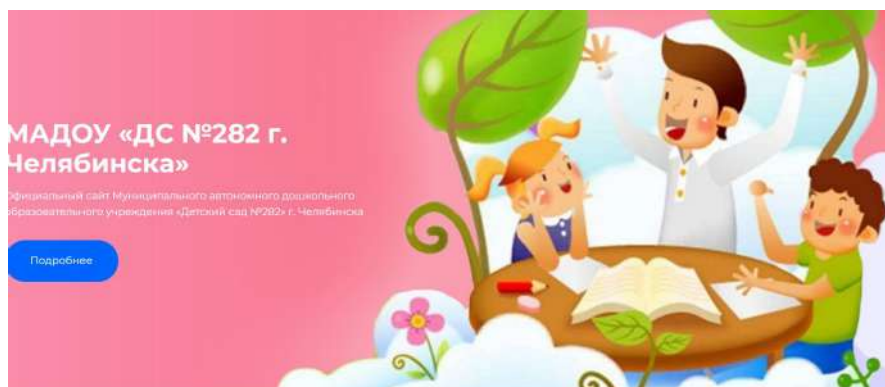 МАДОУ «ДС №282 г.
Челябинска»
Официальный сайт Муниципального автономного дошкольного
образовательного учреждения «Детский сад №282» г. Челябинска
Подробнее